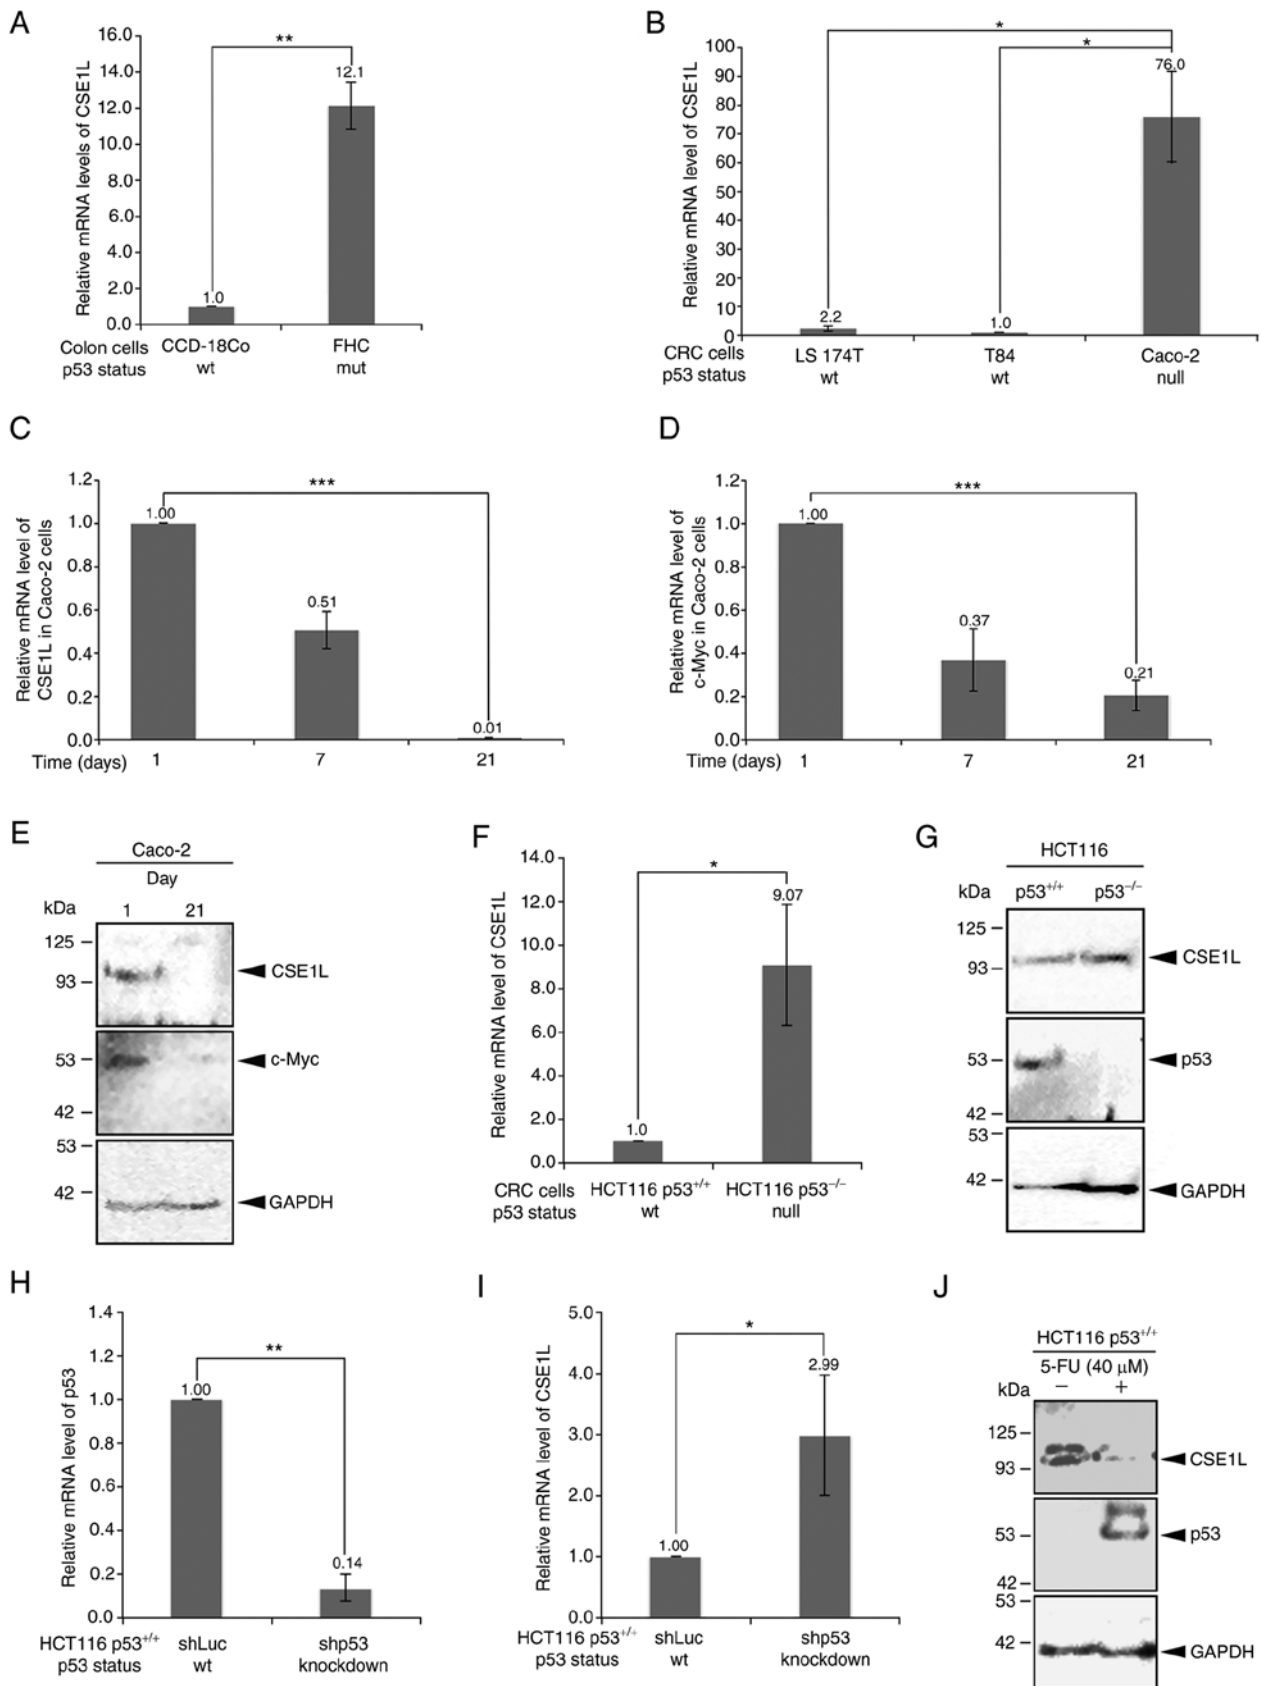 A
Relative mRNA levels of CSE1L
16.0
14.0
12.0
10.0
8.0
6.0
4.0
2.0
0.0
**
1.0
12.1
Colon cells CCD-18Co FHC
p53 status wt mut
B
Relative mRNA level of CSE1L
100
90
80
70
60
50
40
30
20
10
0
*
*
2.2
1.0
76.0
CRC cells LS 174T T84 Caco-2
p53 status wt wt null
C
Relative mRNA level of
CSE1L in Caco-2 cells
1.2
1.0
0.8
0.6
0.4
0.2
0.0
***
1.00
0.51
0.01
Time (days) 1 7 21
D
Relative mRNA level of
c-Myc in Caco-2 cells
1.2
1.0
0.8
0.6
0.4
0.2
0.0
***
1.00
0.37
0.21
Time (days) 1 7 21
E
Caco-2
Day
kDa 1 21
125
93
CSE1L
53
42
c-Myc
53
42
GAPDH
F
Relative mRNA level of CSE1L
14.0
12.0
10.0
8.0
6.0
4.0
2.0
0.0
*
1.0
9.07
CRC cells HCT116 p53+/+ HCT116 p53−/−
p53 status wt null
G
HCT116
kDa p53+/+ p53−/−
125
93
CSE1L
53
42
p53
53
42
GAPDH
H
Relative mRNA level of p53
1.4
1.2
1.0
0.8
0.6
0.4
0.2
0.0
**
1.00
0.14
HCT116 p53+/+ shLuc shp53
p53 status wt knockdown
I
Relative mRNA level of CSE1L
5.0
4.0
3.0
2.0
1.0
0.0
*
1.00
2.99
HCT116 p53+/+ shLuc shp53
p53 status wt knockdown
J
HCT116 p53+/+
5-FU (40 µM)
kDa − +
125
93
CSE1L
53
42
p53
53
42
GAPDH